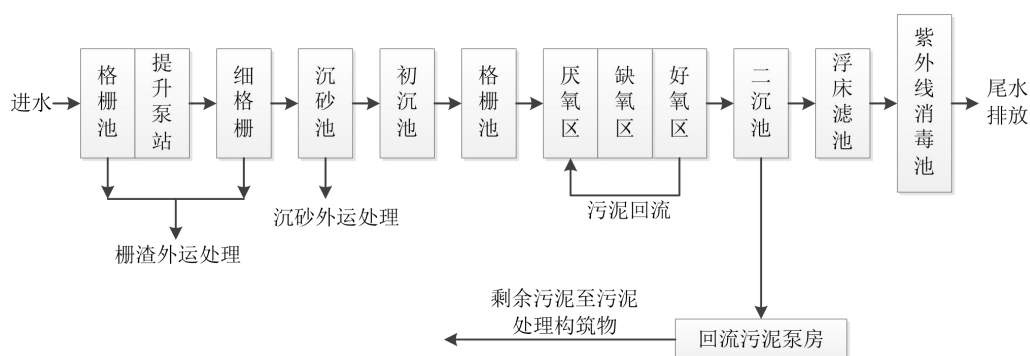 进水
格栅池
提升泵站
细格栅
沉砂池
初沉池
格栅池
厌氧区
缺氧区
好氧区
二沉池
浮床滤池
紫外线消毒池
尾水
排放
污泥回流
沉砂外运处理
栅渣外运处理
剩余污泥至污泥
处理构筑物
回流污泥泵房